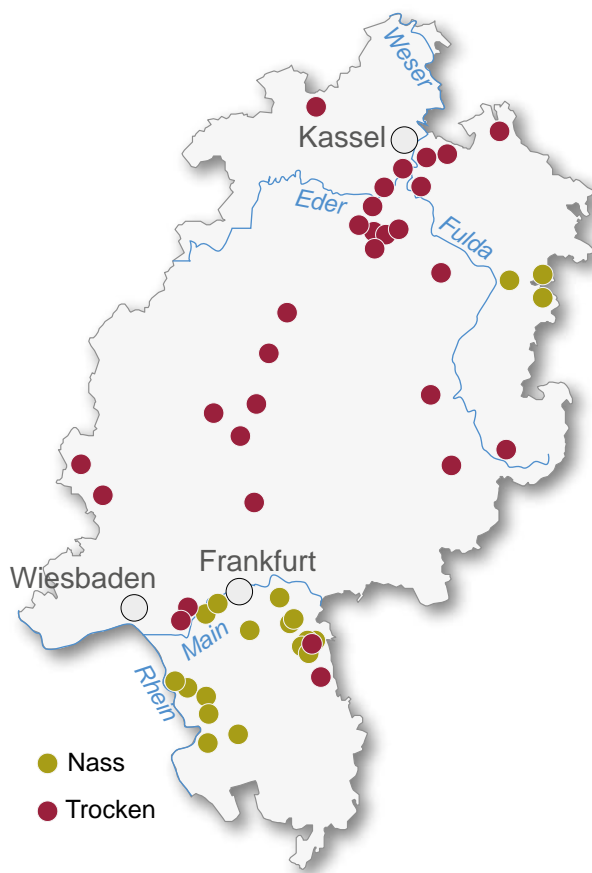 Weser
Kassel
Eder
Fulda
Frankfurt
Wiesbaden
Main
Rhein
Nass
Trocken